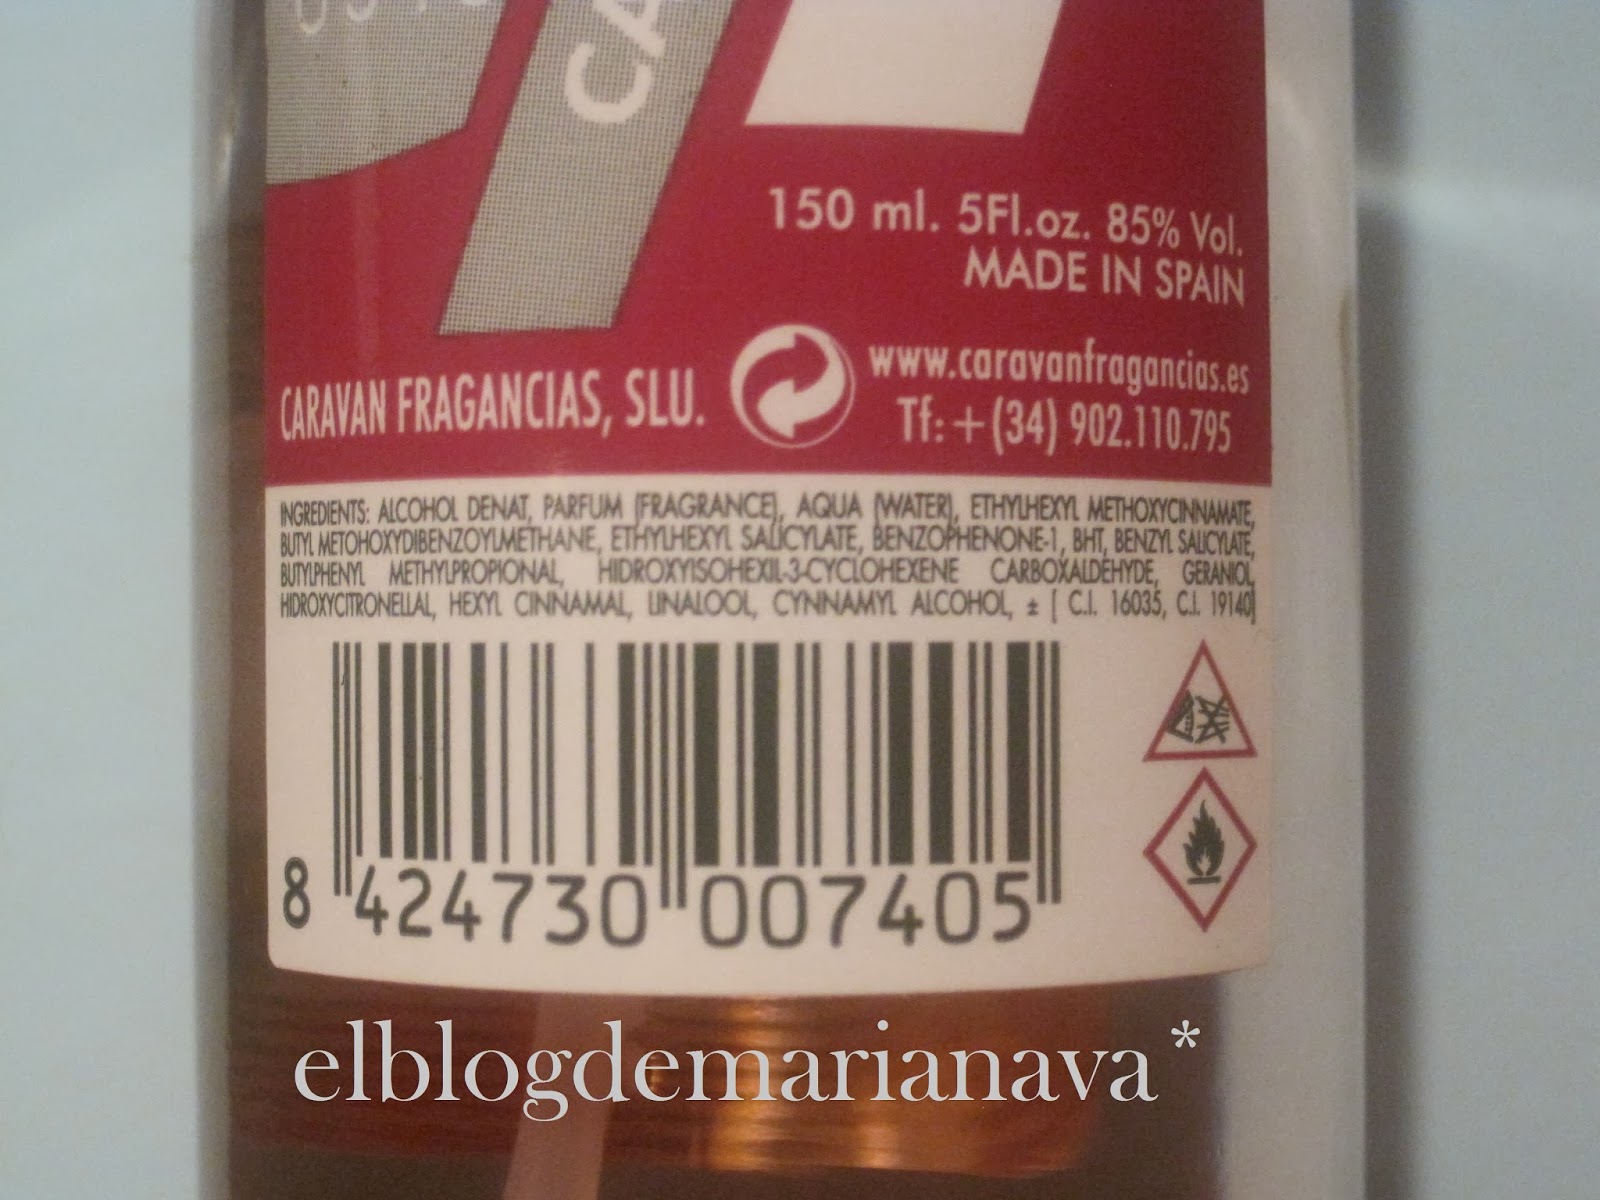 CA
150 ml. 5Fl.oz. 85% Vol.
MADE IN SPAIN
CARAVAN FRAGANCIAS, SLU.
www.caravanfragancias.es
Tf: + (34) 902.110.795
INGREDIENTS: ALCOHOL DENAT, PARFUM (FRAGRANCE), AQUA (WATER), ETHYLHEXYL METHOXYCINNAMATE,
BUTYL METOHOXYDIBENZOYLMETHANE, ETHYLHEXYL SALICYLATE, BENZOPHENONE-1, BHT, BENZYL SALICYLATE,
BUTYLPHENYL METHYLPROPIONAL, HIDROXYISOHEXIL-3-CYCLOHEXENE CARBOXALDEHYDE, GERANIOL
HIDROXYCITRONELLAL, HEXYL CINNAMAL, LINALOOL, CYNNAMYL ALCOHOL, ± [ C.I. 16035, C.I. 19140]
8 424730 007405
elblogdemarianava*